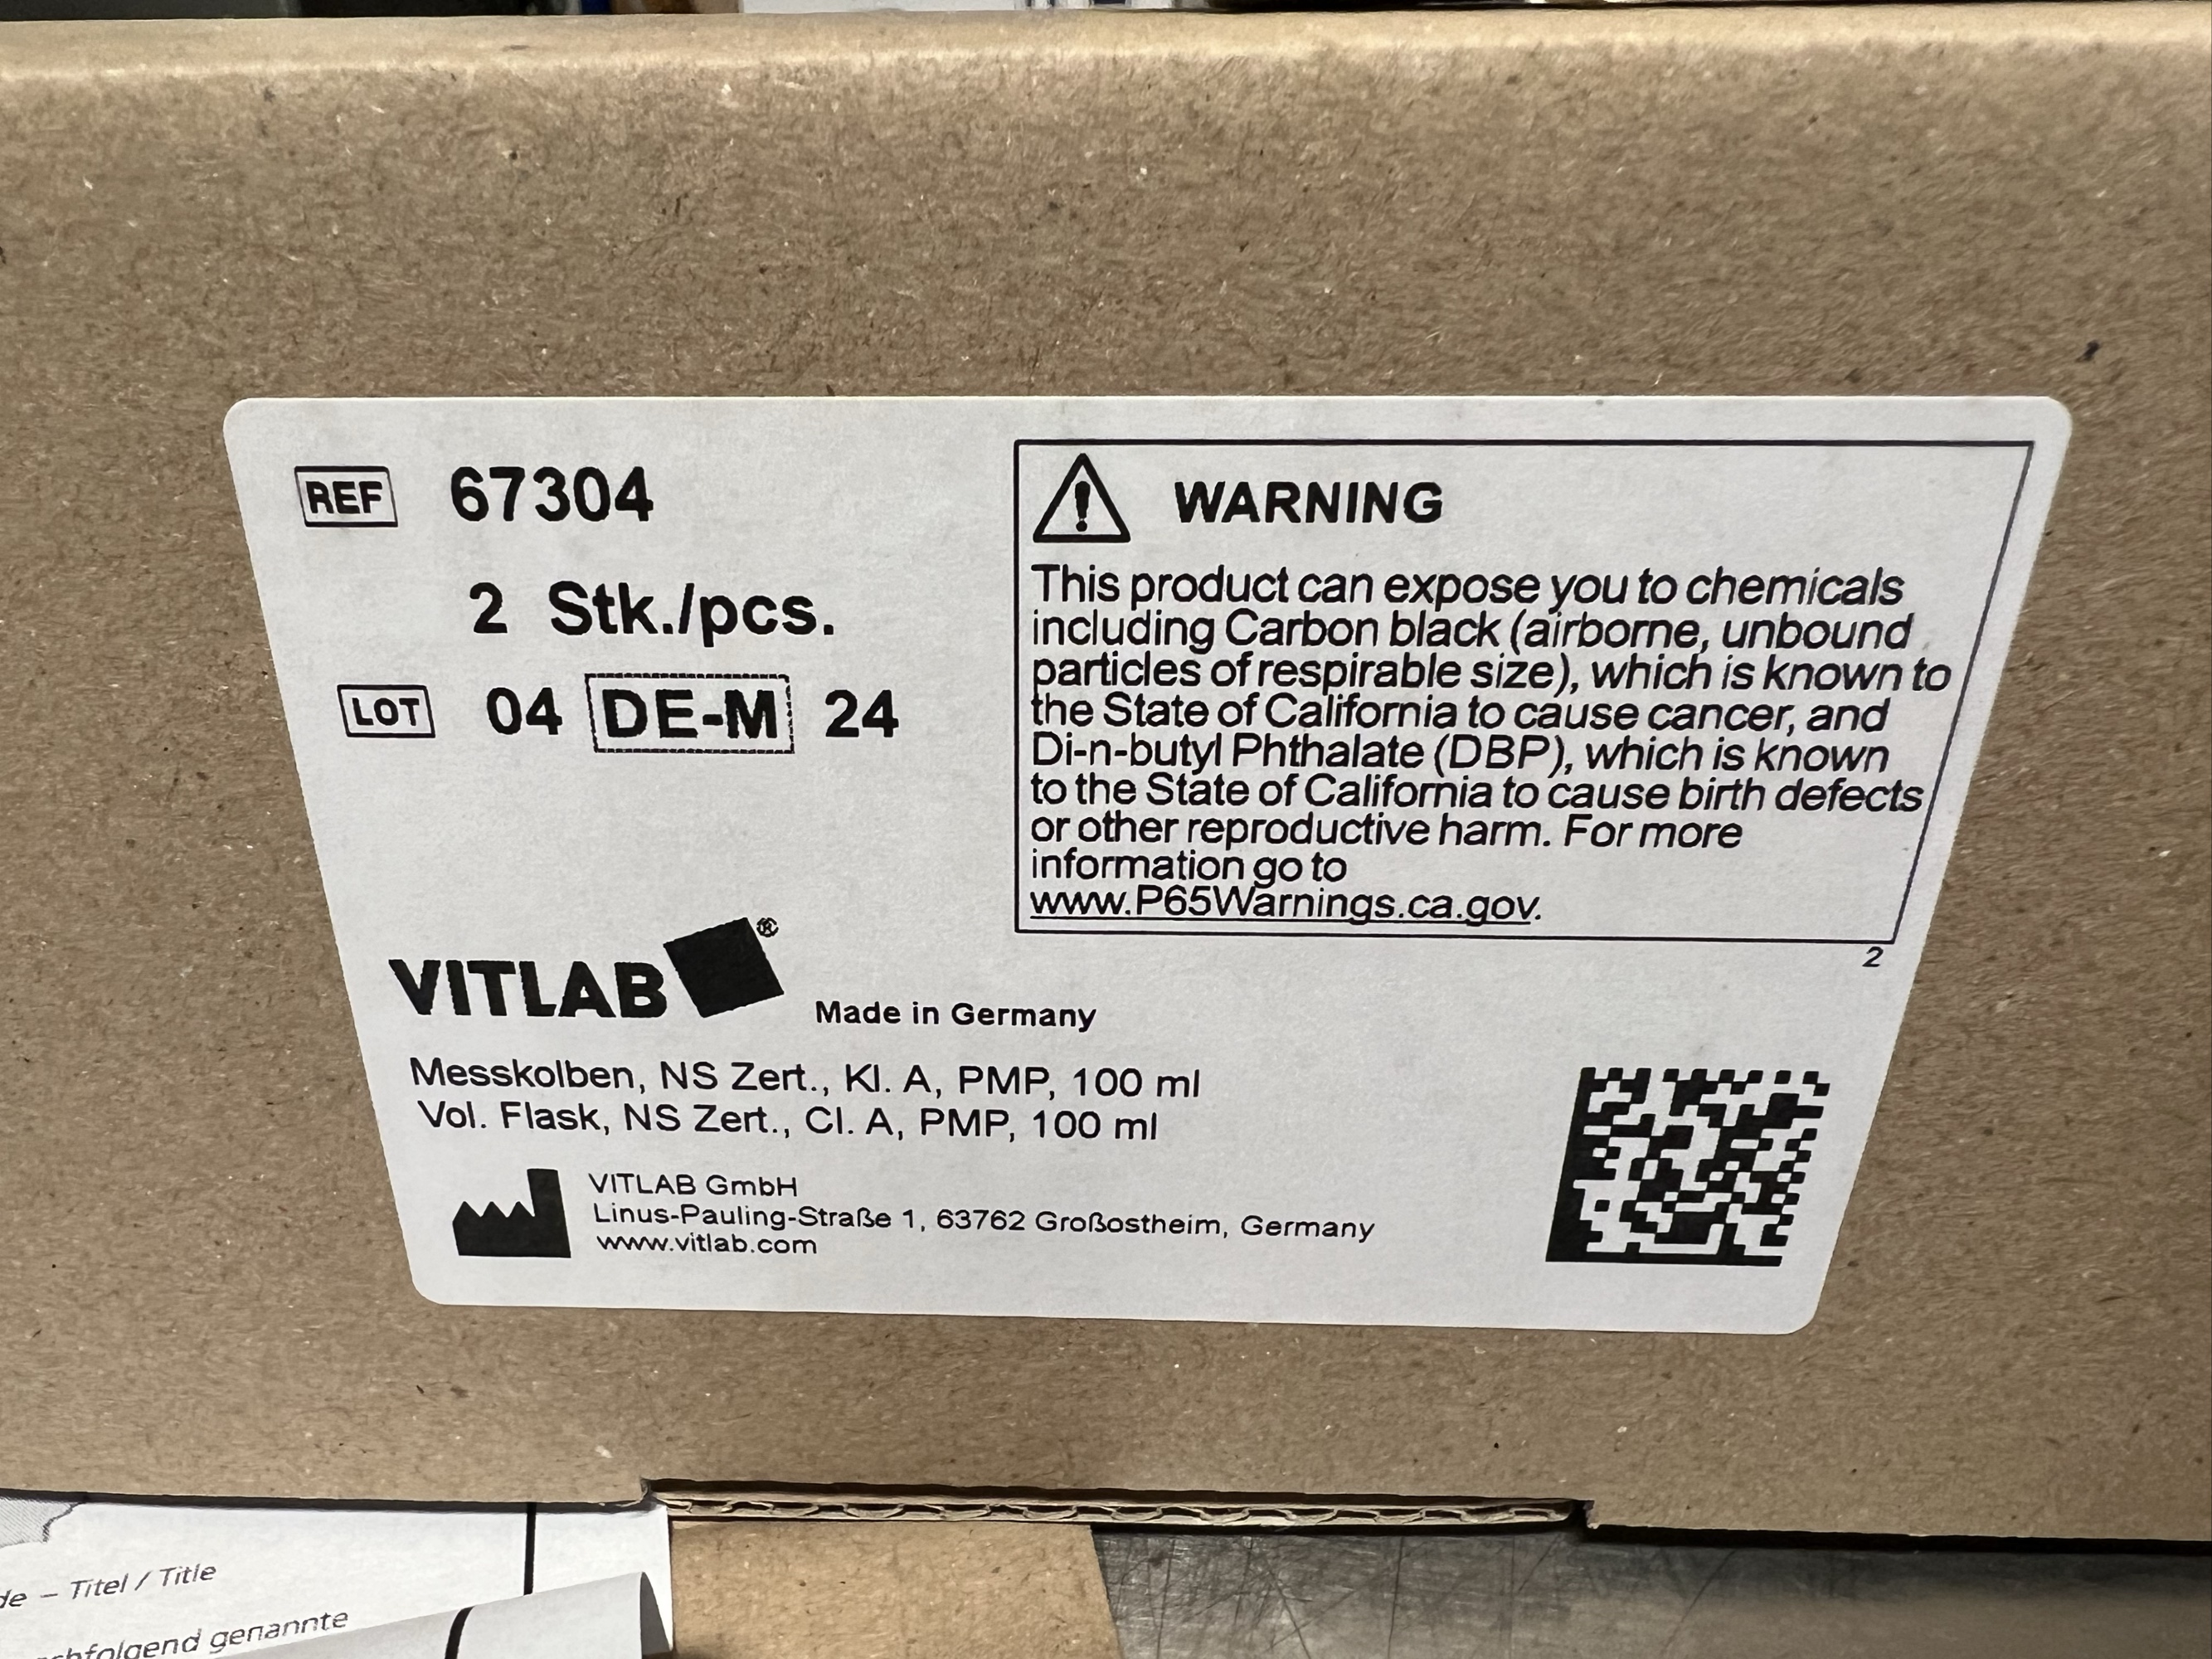 REF 67304
2 Stk./pcs.
LOT 04 DE-M 24
WARNING
This product can expose you to chemicals
including Carbon black (airborne, unbound
particles of respirable size), which is known to
the State of California to cause cancer, and
Di-n-butyl Phthalate (DBP), which is known
to the State of California to cause birth defects
or other reproductive harm. For more
information go to
www.P65Warnings.ca.gov.
2
VITLAB®
Made in Germany
Messkolben, NS Zert., Kl. A, PMP, 100 ml
Vol. Flask, NS Zert., Cl. A, PMP, 100 ml
VITLAB GmbH
Linus-Pauling-Straße 1, 63762 Großostheim, Germany
www.vitlab.com
– Titel / Title
genannte